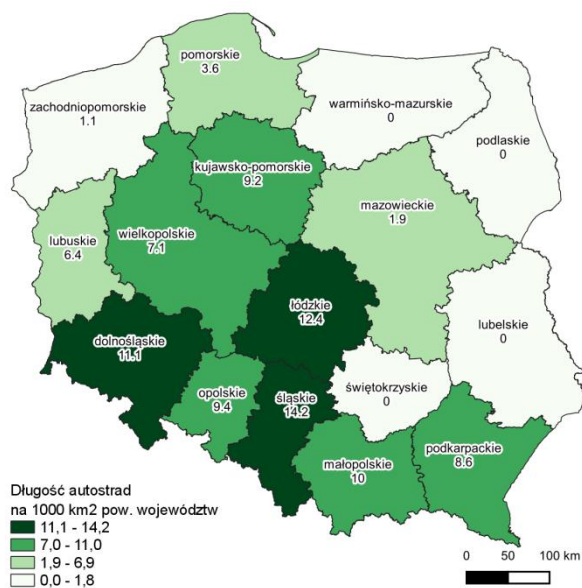 pomorskie
3.6
zachodniopomorskie
1.1
warmińsko-mazurskie
0
podlaskie
0
kujawsko-pomorskie
9.2
mazowieckie
1.9
lubuskie
6.4
wielkopolskie
7.1
łódzkie
12.4
lubelskie
0
dolnośląskie
11.1
opolskie
9.4
śląskie
14.2
świętokrzyskie
0
małopolskie
10
podkarpackie
8.6
Długość autostrad
na 1000 km2 pow. województw
11,1 - 14,2
7,0 - 11,0
1,9 - 6,9
0,0 - 1,8
0 50 100 km